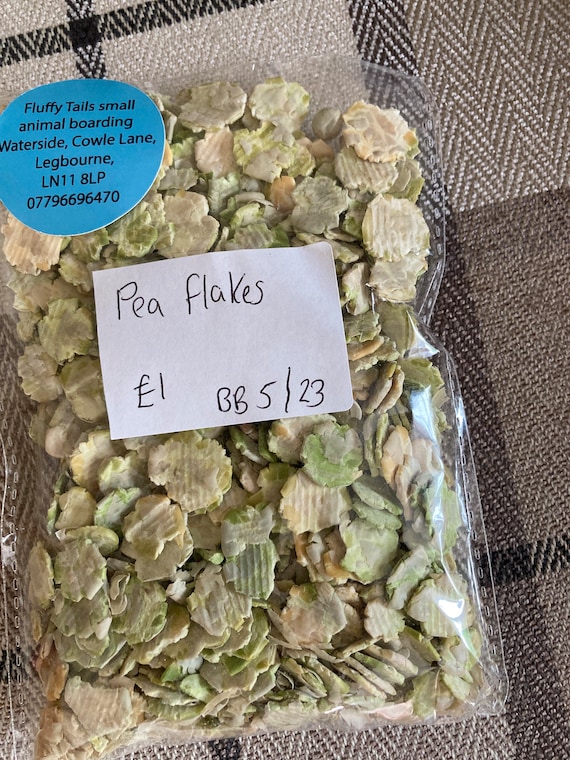 Fluffy Tails small
animal boarding
Waterside, Cowle Lane,
Legbourne,
LN11 8LP
07796696470
Pea flakes
£1 BB 5/23